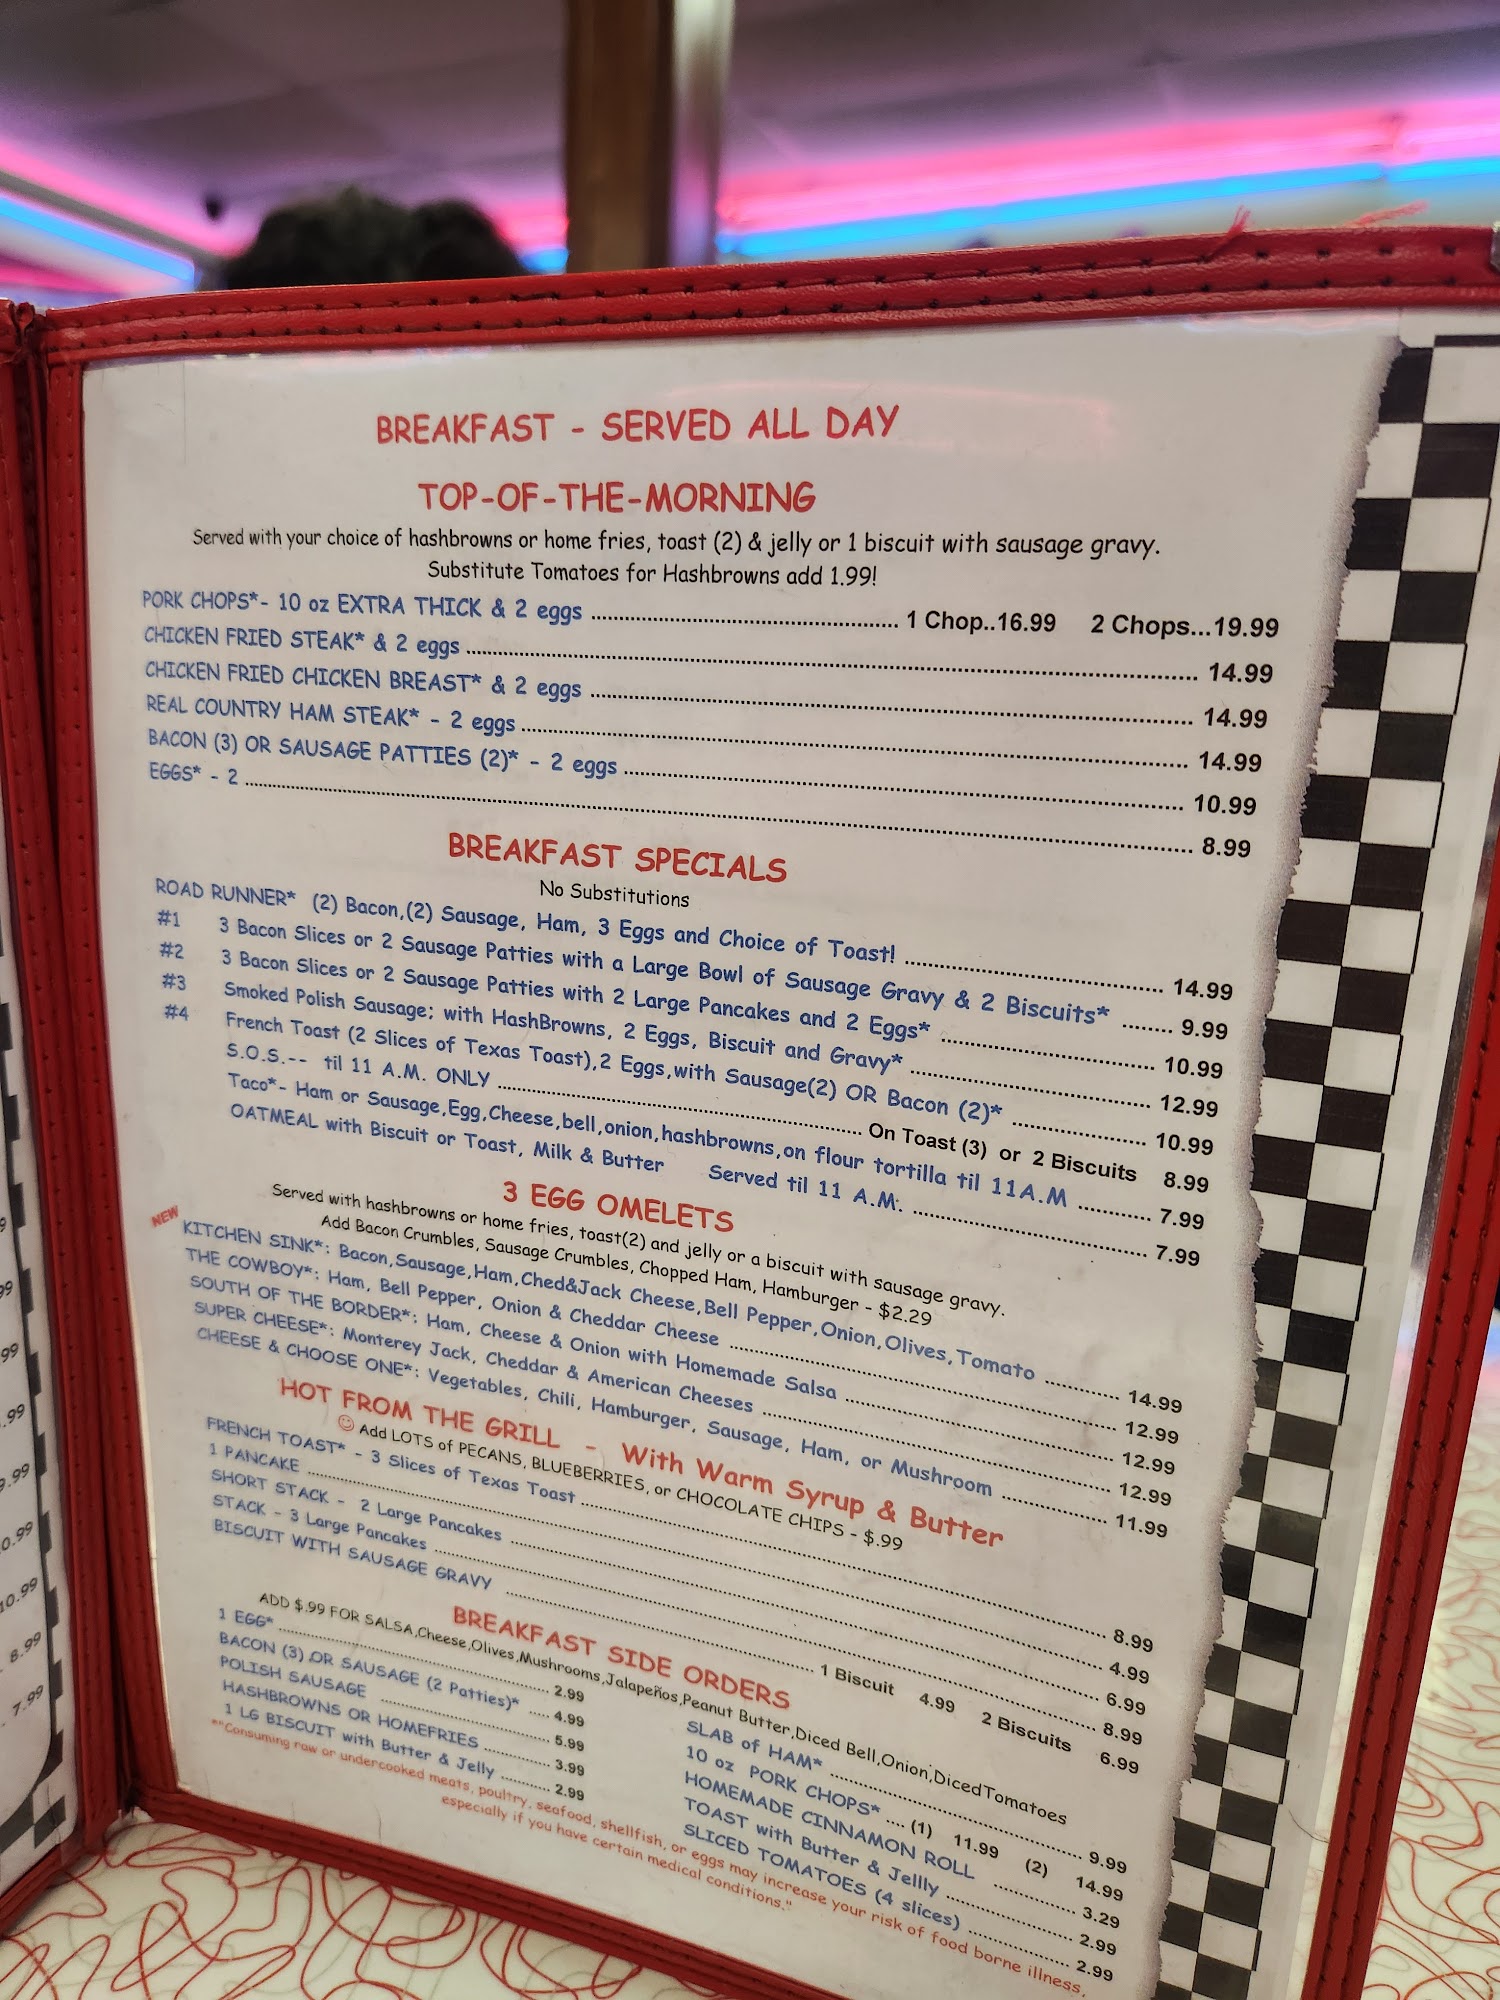 BREAKFAST - SERVED ALL DAY
TOP-OF-THE-MORNING
Served with your choice of hashbrowns or home fries, toast (2) & jelly or 1 biscuit with sausage gravy.
Substitute Tomatoes for Hashbrowns add 1.99!
PORK CHOPS*- 10 oz EXTRA THICK & 2 eggs ........ 1 Chop..16.99 2 Chops...19.99
CHICKEN FRIED STEAK* & 2 eggs ........ 14.99
CHICKEN FRIED CHICKEN BREAST* & 2 eggs ........ 14.99
REAL COUNTRY HAM STEAK* - 2 eggs ........ 14.99
BACON (3) OR SAUSAGE PATTIES (2)* - 2 eggs ........ 10.99
EGGS* - 2 ........ 8.99
BREAKFAST SPECIALS
No Substitutions
ROAD RUNNER* (2) Bacon,(2) Sausage, Ham, 3 Eggs and Choice of Toast! ........ 14.99
#1 3 Bacon Slices or 2 Sausage Patties with a Large Bowl of Sausage Gravy & 2 Biscuits* ........ 9.99
#2 3 Bacon Slices or 2 Sausage Patties with 2 Large Pancakes and 2 Eggs* ........ 10.99
#3 Smoked Polish Sausage; with HashBrowns, 2 Eggs, Biscuit and Gravy* ........ 12.99
#4 French Toast (2 Slices of Texas Toast),2 Eggs,with Sausage(2) OR Bacon (2)* ........ 10.99
S.O.S.-- til 11 A.M. ONLY ........ On Toast (3) or 2 Biscuits 8.99
Taco*- Ham or Sausage,Egg,Cheese,bell,onion,hashbrowns,on flour tortilla til 11A.M ........ 7.99
OATMEAL with Biscuit or Toast, Milk & Butter Served til 11 A.M. ........ 7.99
3 EGG OMELETS
Served with hashbrowns or home fries, toast(2) and jelly or a biscuit with sausage gravy.
Add Bacon Crumbles, Sausage Crumbles, Chopped Ham, Hamburger - $2.29
NEW KITCHEN SINK*: Bacon,Sausage,Ham,Ched&Jack Cheese,Bell Pepper,Onion,Olives,Tomato ........ 14.99
THE COWBOY*: Ham, Bell Pepper, Onion & Cheddar Cheese ........ 12.99
SOUTH OF THE BORDER*: Ham, Cheese & Onion with Homemade Salsa ........ 12.99
SUPER CHEESE*: Monterey Jack, Cheddar & American Cheeses ........ 12.99
CHEESE & CHOOSE ONE*: Vegetables, Chili, Hamburger, Sausage, Ham, or Mushroom ........ 11.99
HOT FROM THE GRILL - With Warm Syrup & Butter
☺ Add LOTS of PECANS, BLUEBERRIES, or CHOCOLATE CHIPS - $.99
FRENCH TOAST* - 3 Slices of Texas Toast ........ 8.99
1 PANCAKE ........ 4.99
SHORT STACK - 2 Large Pancakes ........ 6.99
STACK - 3 Large Pancakes ........ 8.99
BISCUIT WITH SAUSAGE GRAVY ........ 1 Biscuit 4.99 2 Biscuits 6.99
BREAKFAST SIDE ORDERS
ADD $.99 FOR SALSA,Cheese,Olives,Mushrooms,Jalapeños,Peanut Butter,Diced Bell,Onion,DicedTomatoes
1 EGG* ........ 2.99
BACON (3) OR SAUSAGE (2 Patties)* ..... 4.99
POLISH SAUSAGE ........ 5.99
HASHBROWNS OR HOMEFRIES ........ 3.99
1 LG BISCUIT with Butter & Jelly ........ 2.99
SLAB of HAM* ........ 9.99
10 oz PORK CHOPS* .... (1) 11.99 (2) 14.99
HOMEMADE CINNAMON ROLL ........ 3.29
TOAST with Butter & Jellly ........ 2.99
SLICED TOMATOES (4 slices) ........ 2.99
*"Consuming raw or undercooked meats, poultry, seafood, shellfish, or eggs may increase your risk of food borne illness,
especially if you have certain medical conditions."